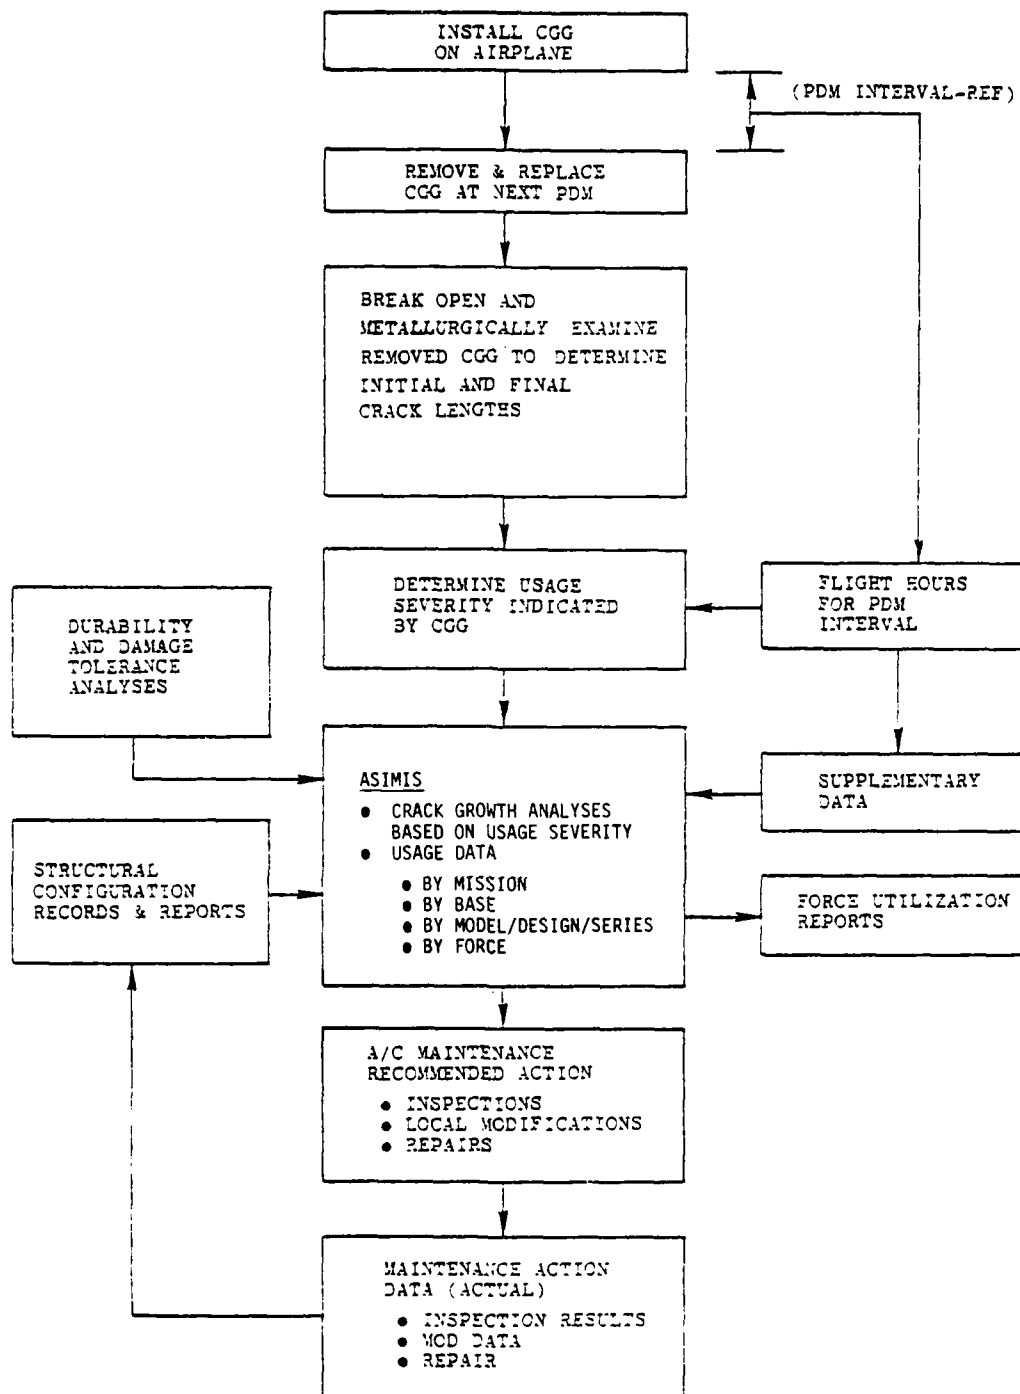 INSTALL CGG
ON AIRPLANE
(PDM INTERVAL-REF)
REMOVE & REPLACE
CGG AT NEXT PDM
BREAK OPEN AND
METALLURGICALLY EXAMINE
REMOVED CGG TO DETERMINE
INITIAL AND FINAL
CRACK LENGTHS
DETERMINE USAGE
SEVERITY INDICATED
BY CGG
FLIGHT HOURS
FOR PDM
INTERVAL
DURABILITY
AND DAMAGE
TOLERANCE
ANALYSES
ASIMIS
● CRACK GROWTH ANALYSES
BASED ON USAGE SEVERITY
● USAGE DATA
● BY MISSION
● BY BASE
● BY MODEL/DESIGN/SERIES
● BY FORCE
SUPPLEMENTARY
DATA
STRUCTURAL
CONFIGURATION
RECORDS & REPORTS
FORCE UTILIZATION
REPORTS
A/C MAINTENANCE
RECOMMENDED ACTION
● INSPECTIONS
● LOCAL MODIFICATIONS
● REPAIRS
MAINTENANCE ACTION
DATA (ACTUAL)
● INSPECTION RESULTS
● MOD DATA
● REPAIR